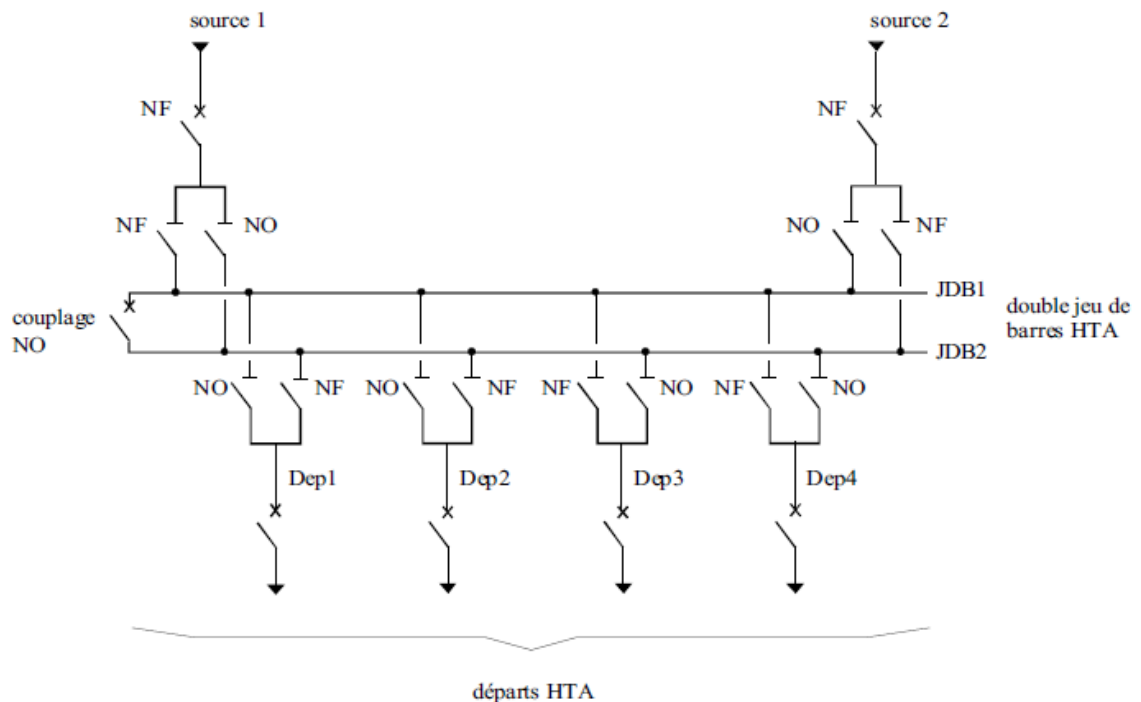 source 1
source 2
NF
NF
NF
NO
NO
NF
JDB1
double jeu de
barres HTA
couplage
NO
JDB2
NO
NF
NO
NF
NF
NO
NF
NO
Dep1
Dep2
Dep3
Dep4
départs HTA